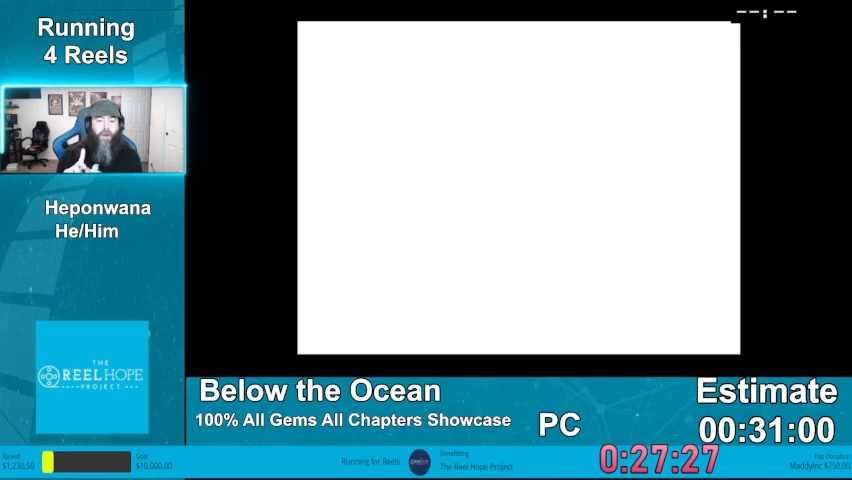 Running
4 Reels
Heponwana
He/Him
THE
REEL HOPE
PROJECT
--:--
Below the Ocean
100% All Gems All Chapters Showcase
PC
Estimate
00:31:00
Raised
$1,230.50
Goal
$10,000.00
Running for Reels
Benefitting
The Reel Hope Project
0:27:27
Top Donation
MaddyInc $750.00